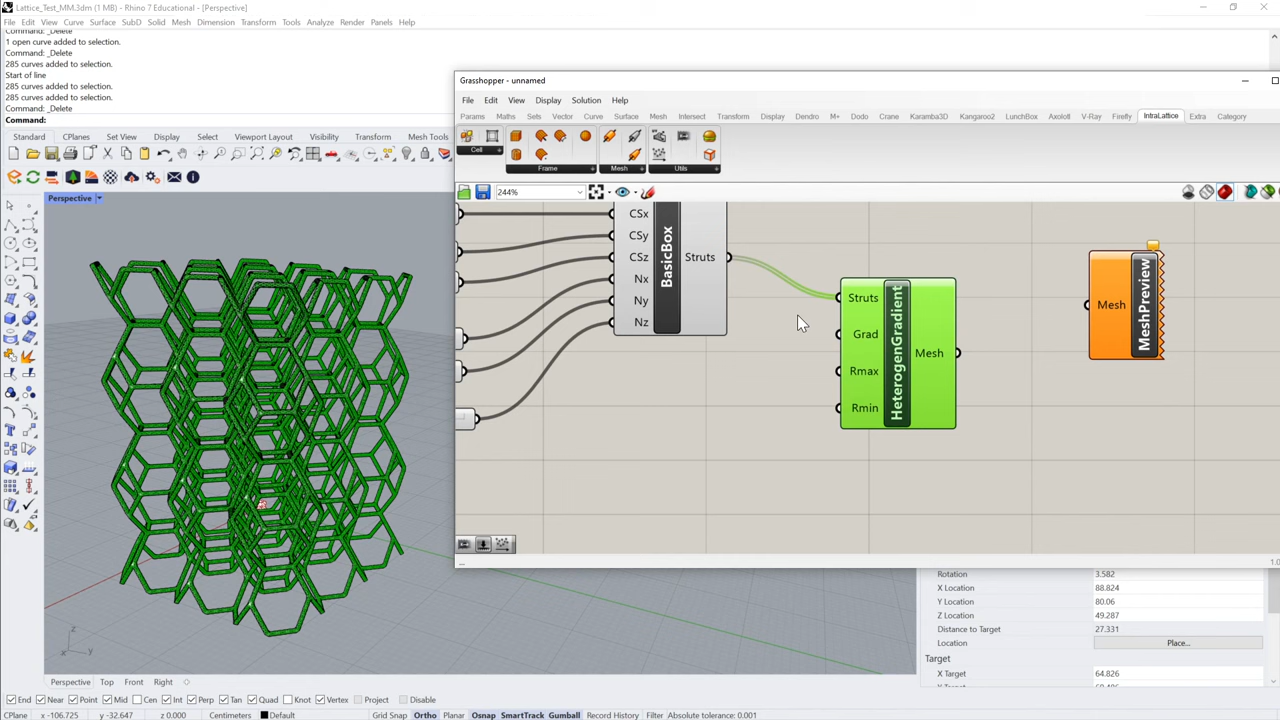 Lattice_Test_MM.3dm (1 MB) - Rhino 7 Educational - [Perspective]
File Edit View Curve Surface SubD Solid Mesh Dimension Transform Tools Analyze Render Panels Help
Command: _Delete
1 open curve added to selection.
Command: _Delete
285 curves added to selection.
Start of line
285 curves added to selection.
Command: _Delete
Command:
Standard CPlanes Set View Display Select Viewport Layout Visibility Transform Mesh Tools
Perspective
Grasshopper - unnamed
File Edit View Display Solution Help
Params Maths Sets Vector Curve Surface Mesh Intersect Transform Display Dendro M+ Dodo Crane Karamba3D Kangaroo2 LunchBox Axolotl V-Ray Firefly IntraLattice Extra Category
Cell Frame Mesh Utils
244%
CSx
CSy
CSz
Nx
Ny
Nz
BasicBox
Struts
Struts
Grad
Rmax
Rmin
HeterogenGradient
Mesh
Mesh
MeshPreview
1.0
Rotation 3.582
X Location 88.824
Y Location 80.06
Z Location 49.287
Distance to Target 27.331
Location Place...
Target
X Target 64.826
z
x
y
Perspective Top Front Right
End Near Point Mid Cen Int Perp Tan Quad Knot Vertex Project Disable
CPlane x -106.725 y -32.647 z 0.000 Centimeters Default Grid Snap Ortho Planar Osnap SmartTrack Gumball Record History Filter Absolute tolerance: 0.001